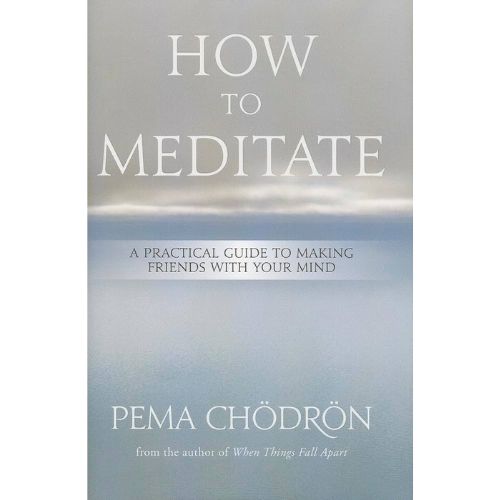 HOW
TO
MEDITATE
A PRACTICAL GUIDE TO MAKING
FRIENDS WITH YOUR MIND
PEMA CHÖDRÖN
from the author of When Things Fall Apart